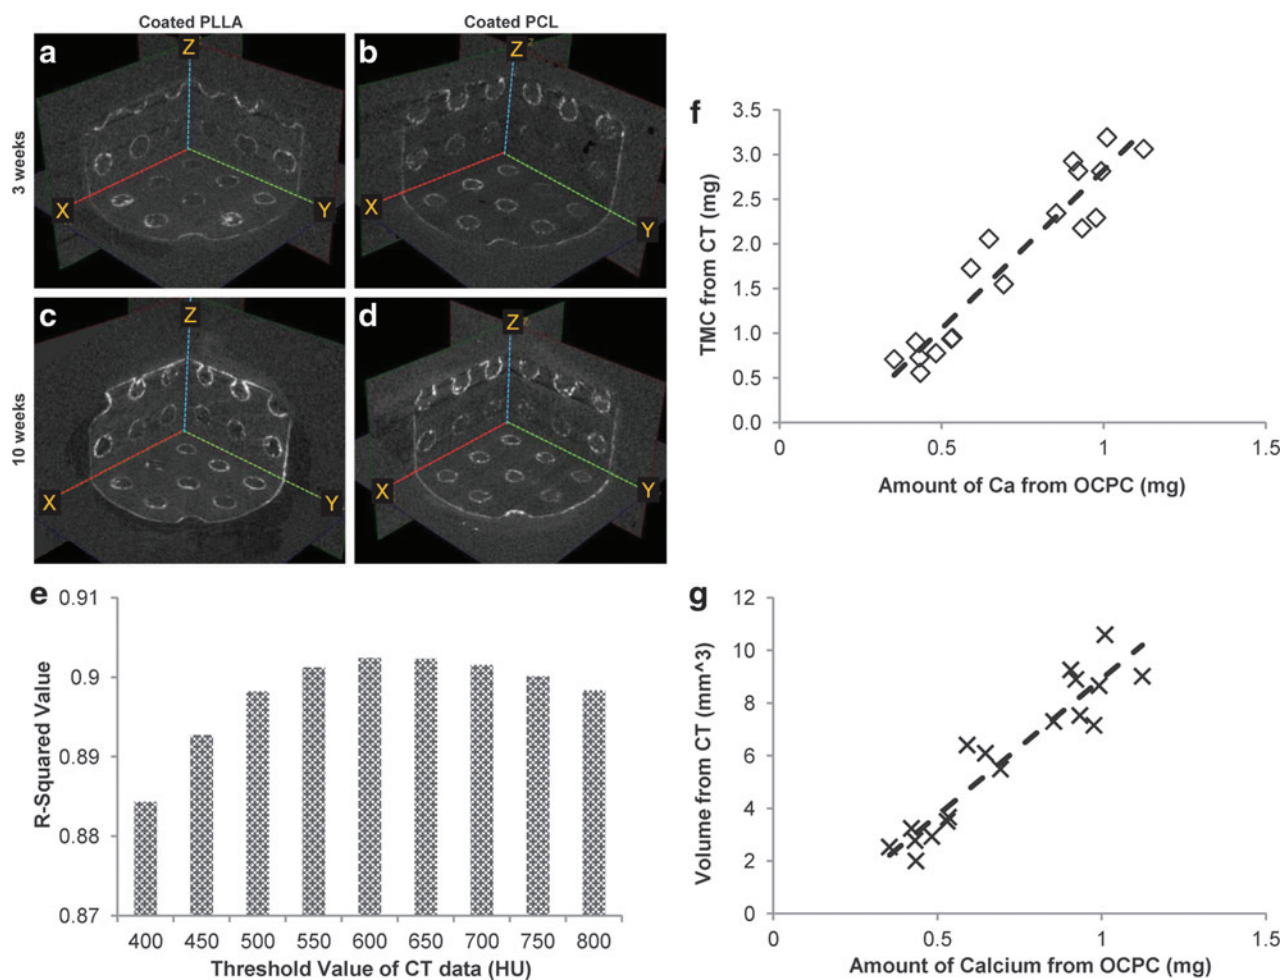 Coated PLLA
Coated PCL
3 weeks
10 weeks
a
Z
X
Y
b
Z
X
Y
c
Z
X
Y
d
Z
X
Y
e
R-Squared Value
0.91
0.9
0.89
0.88
0.87
400 450 500 550 600 650 700 750 800
Threshold Value of CT data (HU)
f
TMC from CT (mg)
3.5
3.0
2.5
2.0
1.5
1.0
0.5
0.0
0 0.5 1 1.5
Amount of Ca from OCPC (mg)
g
Volume from CT (mm^3)
12
10
8
6
4
2
0
0 0.5 1 1.5
Amount of Calcium from OCPC (mg)